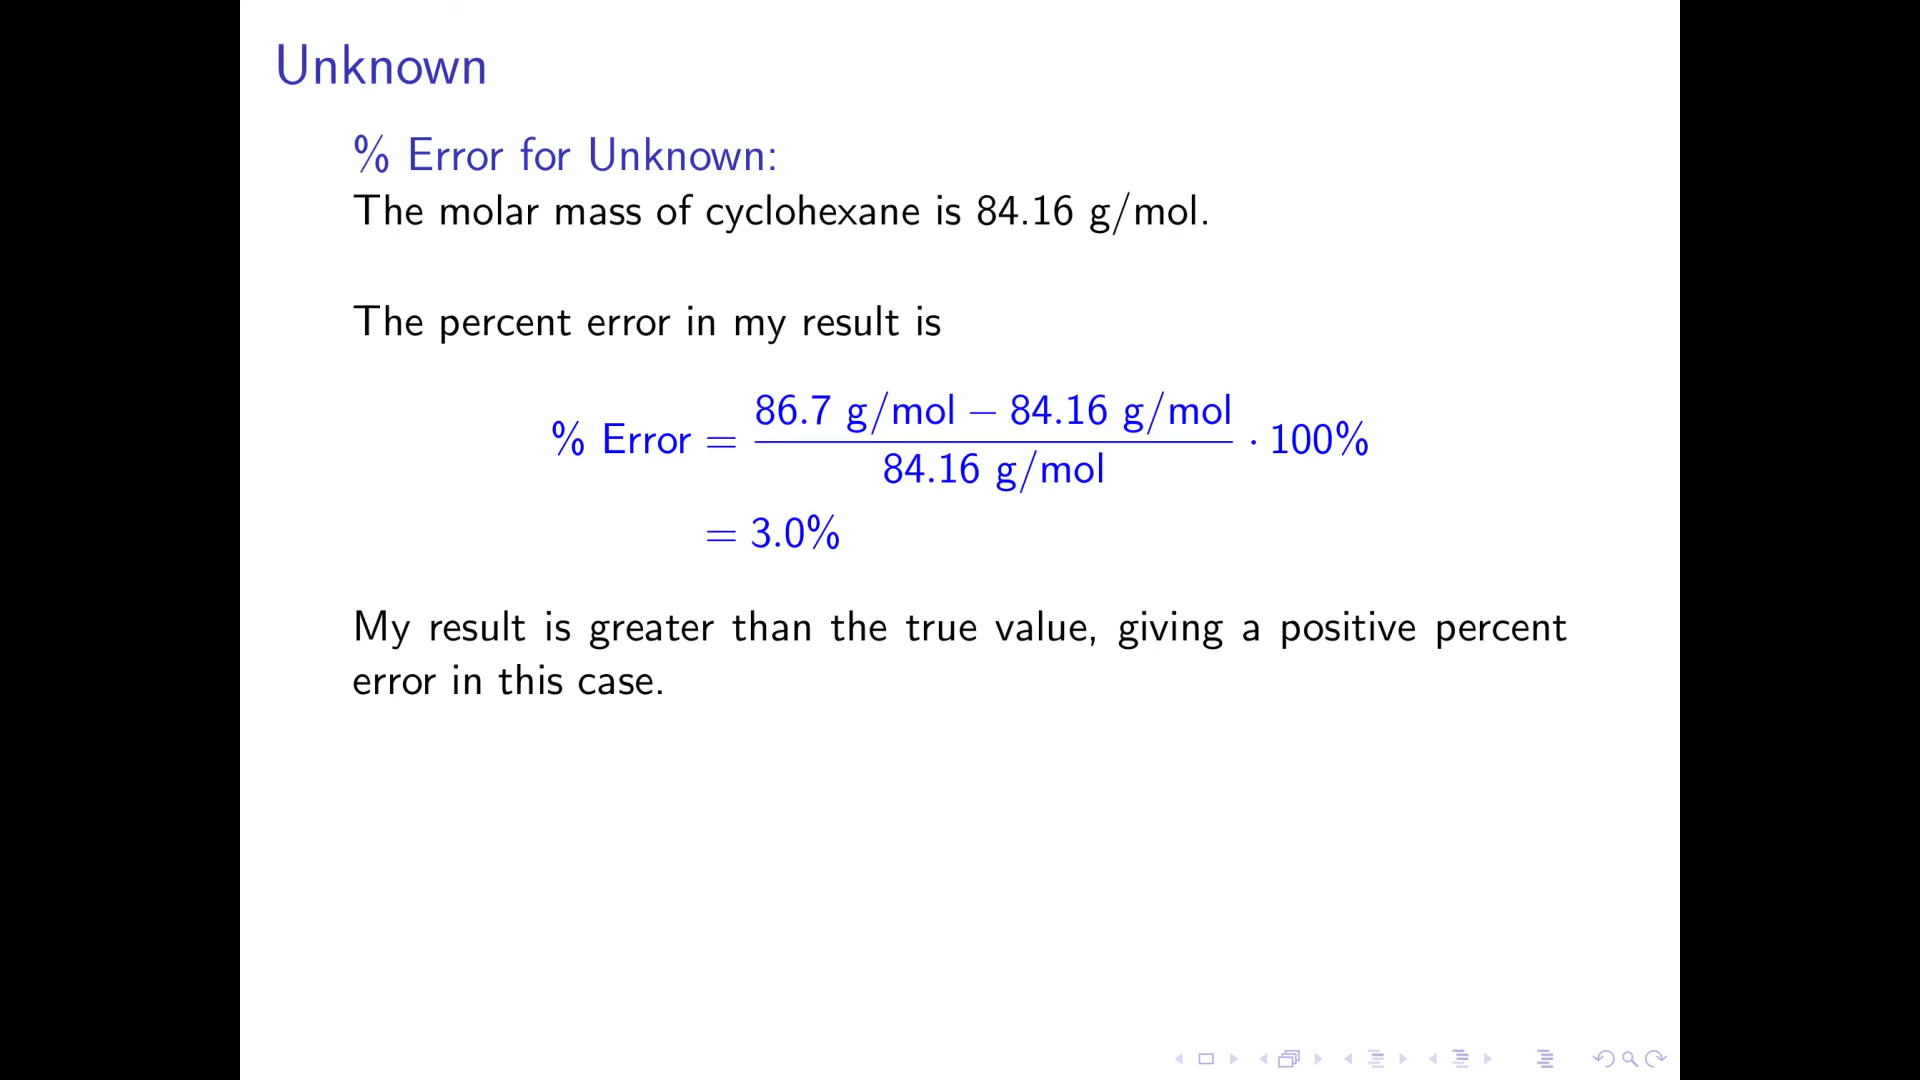 Unknown
% Error for Unknown:
The molar mass of cyclohexane is 84.16 g/mol.
The percent error in my result is
% Error = \frac{86.7 g/mol − 84.16 g/mol}{84.16 g/mol} · 100%
= 3.0%
My result is greater than the true value, giving a positive percent
error in this case.